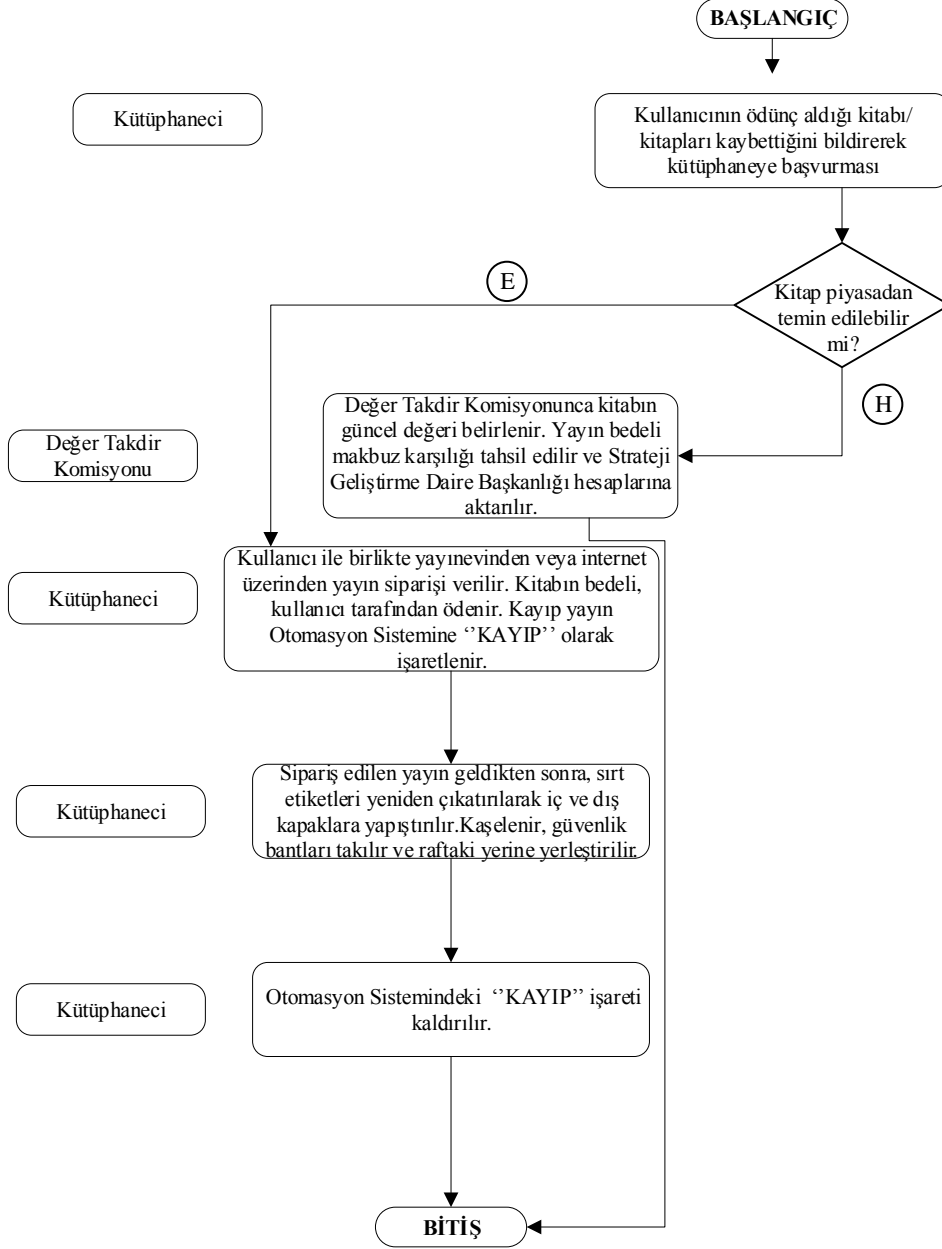 BAŞLANGIÇ
Kütüphaneci
Kullanıcının ödünç aldığı kitabı/
kitapları kaybettiğini bildirerek
kütüphaneye başvurması
E
Kitap piyasadan
temin edilebilir
mi?
H
Değer Takdir
Komisyonu
Değer Takdir Komisyonunca kitabın
güncel değeri belirlenir. Yayın bedeli
makbuz karşılığı tahsil edilir ve Strateji
Geliştirme Daire Başkanlığı hesaplarına
aktarılır.
Kütüphaneci
Kullanıcı ile birlikte yayınevinden veya internet
üzerinden yayın siparişi verilir. Kitabın bedeli,
kullanıcı tarafından ödenir. Kayıp yayın
Otomasyon Sistemine ‘’KAYIP’’ olarak
işaretlenir.
Kütüphaneci
Sipariş edilen yayın geldikten sonra, sırt
etiketleri yeniden çıkatırılarak iç ve dış
kapaklara yapıştırılır.Kaşelenir, güvenlik
bantları takılır ve raftaki yerine yerleştirilir.
Kütüphaneci
Otomasyon Sistemindeki ‘’KAYIP’’ işareti
kaldırılır.
BİTİŞ